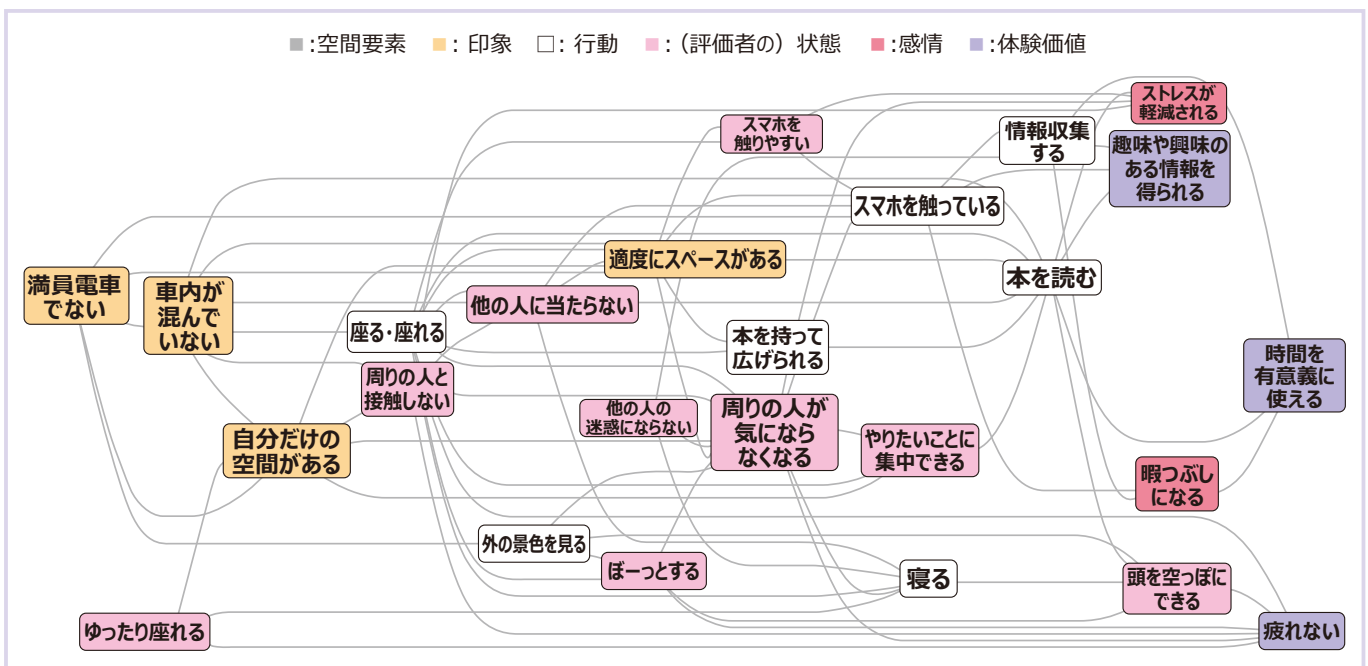 ■:空間要素 ■:印象 □:行動 ■:(評価者の)状態 ■:感情 ■:体験価値
ストレスが
軽減される
スマホを
触りやすい
情報収集
する
趣味や興味の
ある情報を
得られる
スマホを触っている
適度にスペースがある
本を読む
満員電車
でない
車内が
混んで
いない
他の人に当たらない
座る・座れる
本を持って
広げられる
時間を
有意義に
使える
周りの人と
接触しない
他の人の
迷惑にならない
周りの人が
気になら
なくなる
自分だけの
空間がある
やりたいことに
集中できる
暇つぶし
になる
外の景色を見る
ぼーっとする
寝る
頭を空っぽに
できる
ゆったり座れる
疲れない